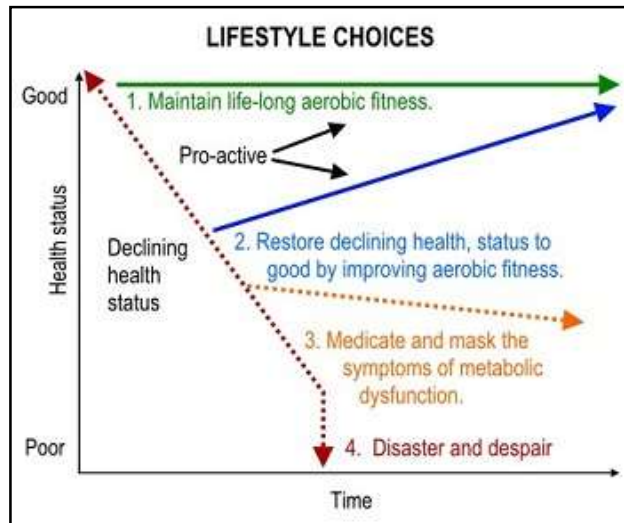 LIFESTYLE CHOICES
Good
1. Maintain life-long aerobic fitness.
Pro-active
Health status
Declining
health
status
2. Restore declining health, status to
good by improving aerobic fitness.
3. Medicate and mask the
symptoms of metabolic
dysfunction.
Poor
4. Disaster and despair
Time